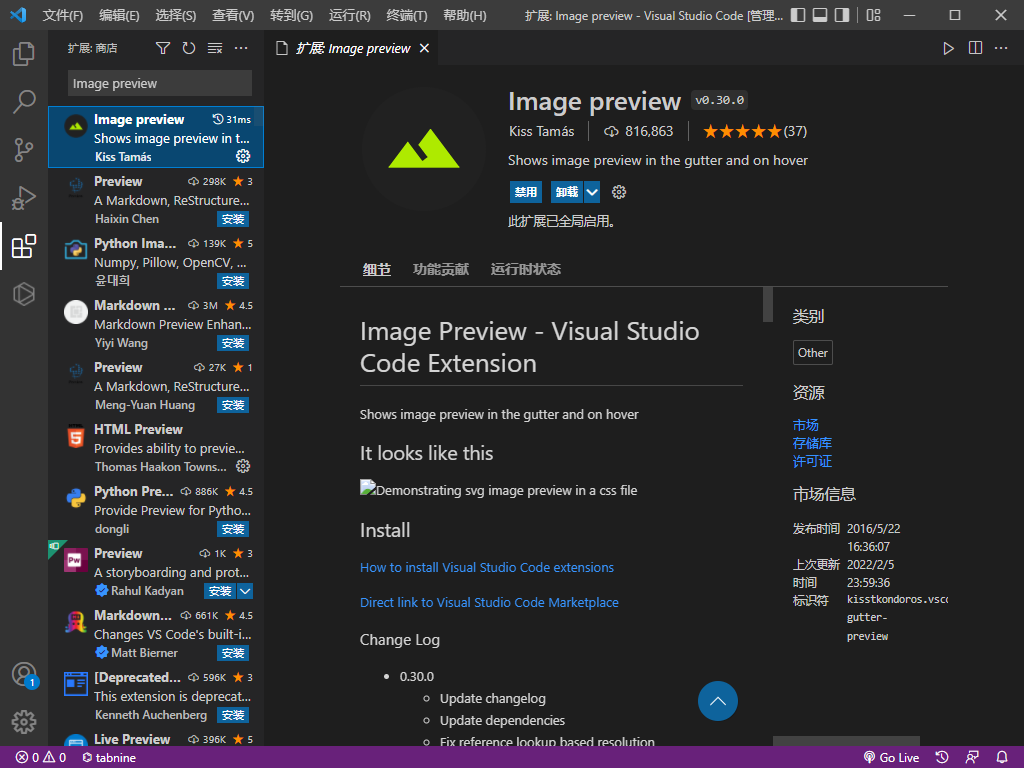 文件(F) 编辑(E) 选择(S) 查看(V) 转到(G) 运行(R) 终端(T) 帮助(H) 扩展: Image preview - Visual Studio Code [管理...
扩展: 商店
Image preview
Image preview 31ms
Shows image preview in t...
Kiss Tamás
Preview 298K 3
A Markdown, ReStructure...
Haixin Chen 安装
Python Ima... 139K 5
Numpy, Pillow, OpenCV, ...
윤대희 安装
Markdown ... 3M 4.5
Markdown Preview Enhan...
Yiyi Wang 安装
Preview 27K 1
A Markdown, ReStructure...
Meng-Yuan Huang 安装
HTML Preview
Provides ability to previe...
Thomas Haakon Towns...
Python Pre... 886K 4.5
Provide Preview for Pytho...
dongli 安装
Preview 1K 3
Pw
A storyboarding and prot...
Rahul Kadyan 安装
Markdown... 661K 4.5
Changes VS Code's built-i...
Matt Bierner 安装
[Deprecated... 596K 3
This extension is deprecat...
Kenneth Auchenberg 安装
Live Preview 396K 5
1
扩展: Image preview
Image preview v0.30.0
Kiss Tamás 816,863 (37)
Shows image preview in the gutter and on hover
禁用 卸载
此扩展已全局启用。
细节 功能贡献 运行时状态
Image Preview - Visual Studio
Code Extension
Shows image preview in the gutter and on hover
It looks like this
Demonstrating svg image preview in a css file
Install
How to install Visual Studio Code extensions
Direct link to Visual Studio Code Marketplace
Change Log
0.30.0
Update changelog
Update dependencies
Fix reference lookup based resolution
类别
Other
资源
市场
存储库
许可证
市场信息
发布时间 2016/5/22
16:36:07
上次更新 2022/2/5
时间 23:59:36
标识符 kisstkondoros.vscc
gutter-
preview
0 0 tabnine Go Live